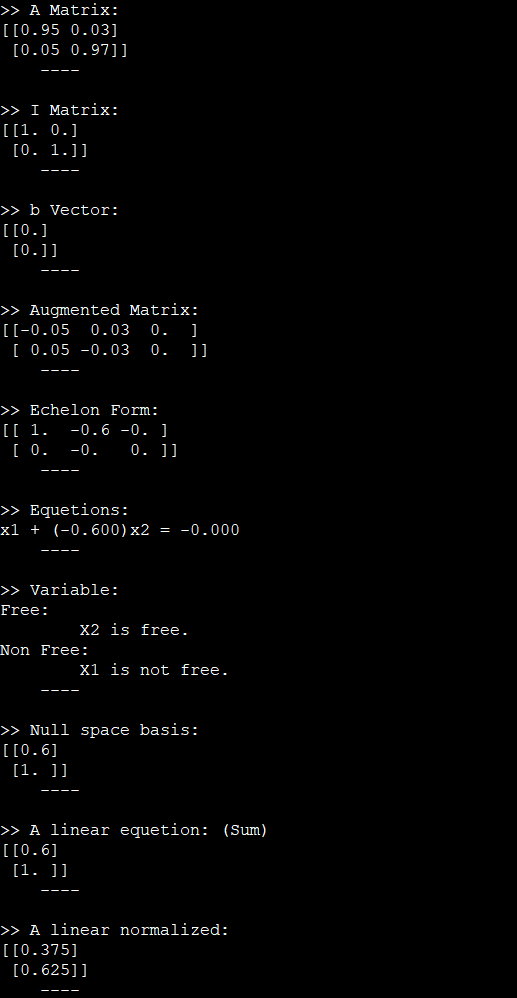 >> A Matrix:
[[0.95 0.03]
 [0.05 0.97]]
    ----
>> I Matrix:
[[1. 0.]
 [0. 1.]]
    ----
>> b Vector:
[[0.]
 [0.]]
    ----
>> Augmented Matrix:
[[-0.05  0.03  0.  ]
 [ 0.05 -0.03  0.  ]]
    ----
>> Echelon Form:
[[ 1.  -0.6 -0. ]
 [ 0.  -0.   0. ]]
    ----
>> Equetions:
x1 + (-0.600)x2 = -0.000
    ----
>> Variable:
Free:
        X2 is free.
Non Free:
        X1 is not free.
    ----
>> Null space basis:
[[0.6]
 [1. ]]
    ----
>> A linear equetion: (Sum)
[[0.6]
 [1. ]]
    ----
>> A linear normalized:
[[0.375]
 [0.625]]
    ----